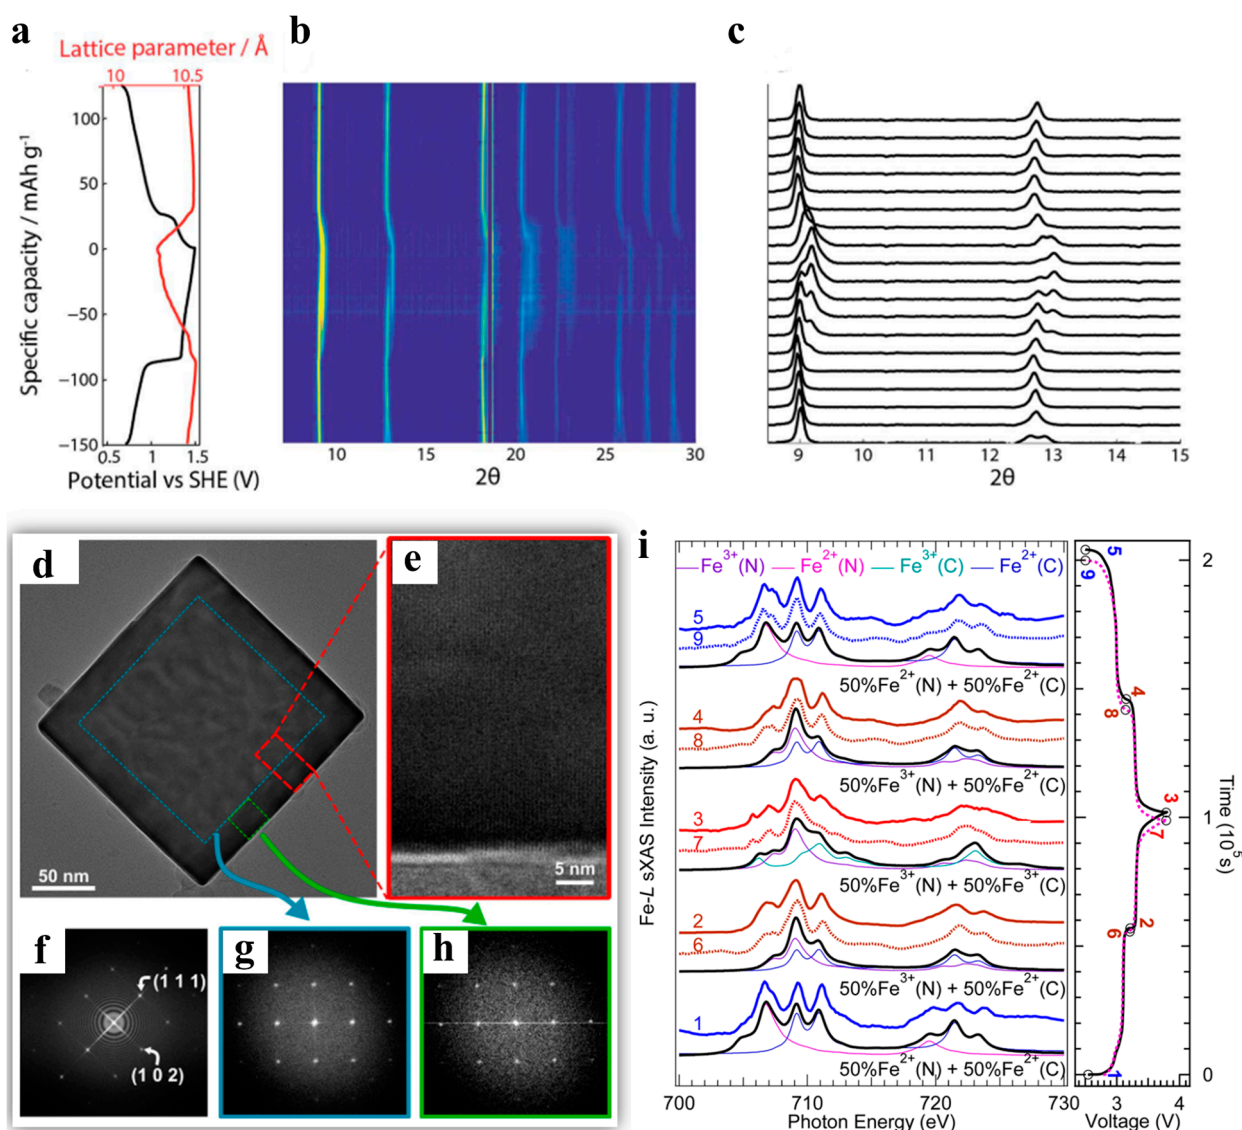 a
Lattice parameter / Å
10 10.5
100
50
0
−50
−100
−150
Specific capacity / mAh g⁻¹
0.5 1 1.5
Potential vs SHE (V)
b
10 15 20 25 30
2θ
c
9 10 11 12 13 14 15
2θ
d
50 nm
e
5 nm
f
(1 1 1)
(1 0 2)
g
h
i
Fe³⁺(N) Fe²⁺(N) Fe³⁺(C) Fe²⁺(C)
5
9
50%Fe²⁺(N) + 50%Fe²⁺(C)
4
8
50%Fe³⁺(N) + 50%Fe²⁺(C)
3
7
50%Fe³⁺(N) + 50%Fe³⁺(C)
2
6
50%Fe³⁺(N) + 50%Fe²⁺(C)
1
50%Fe²⁺(N) + 50%Fe²⁺(C)
Fe-L sXAS Intensity (a. u.)
700 710 720 730
Photon Energy (eV)
5
9
4
8
3
7
2
6
1
2
1
0
Time (10⁵ s)
3 4
Voltage (V)